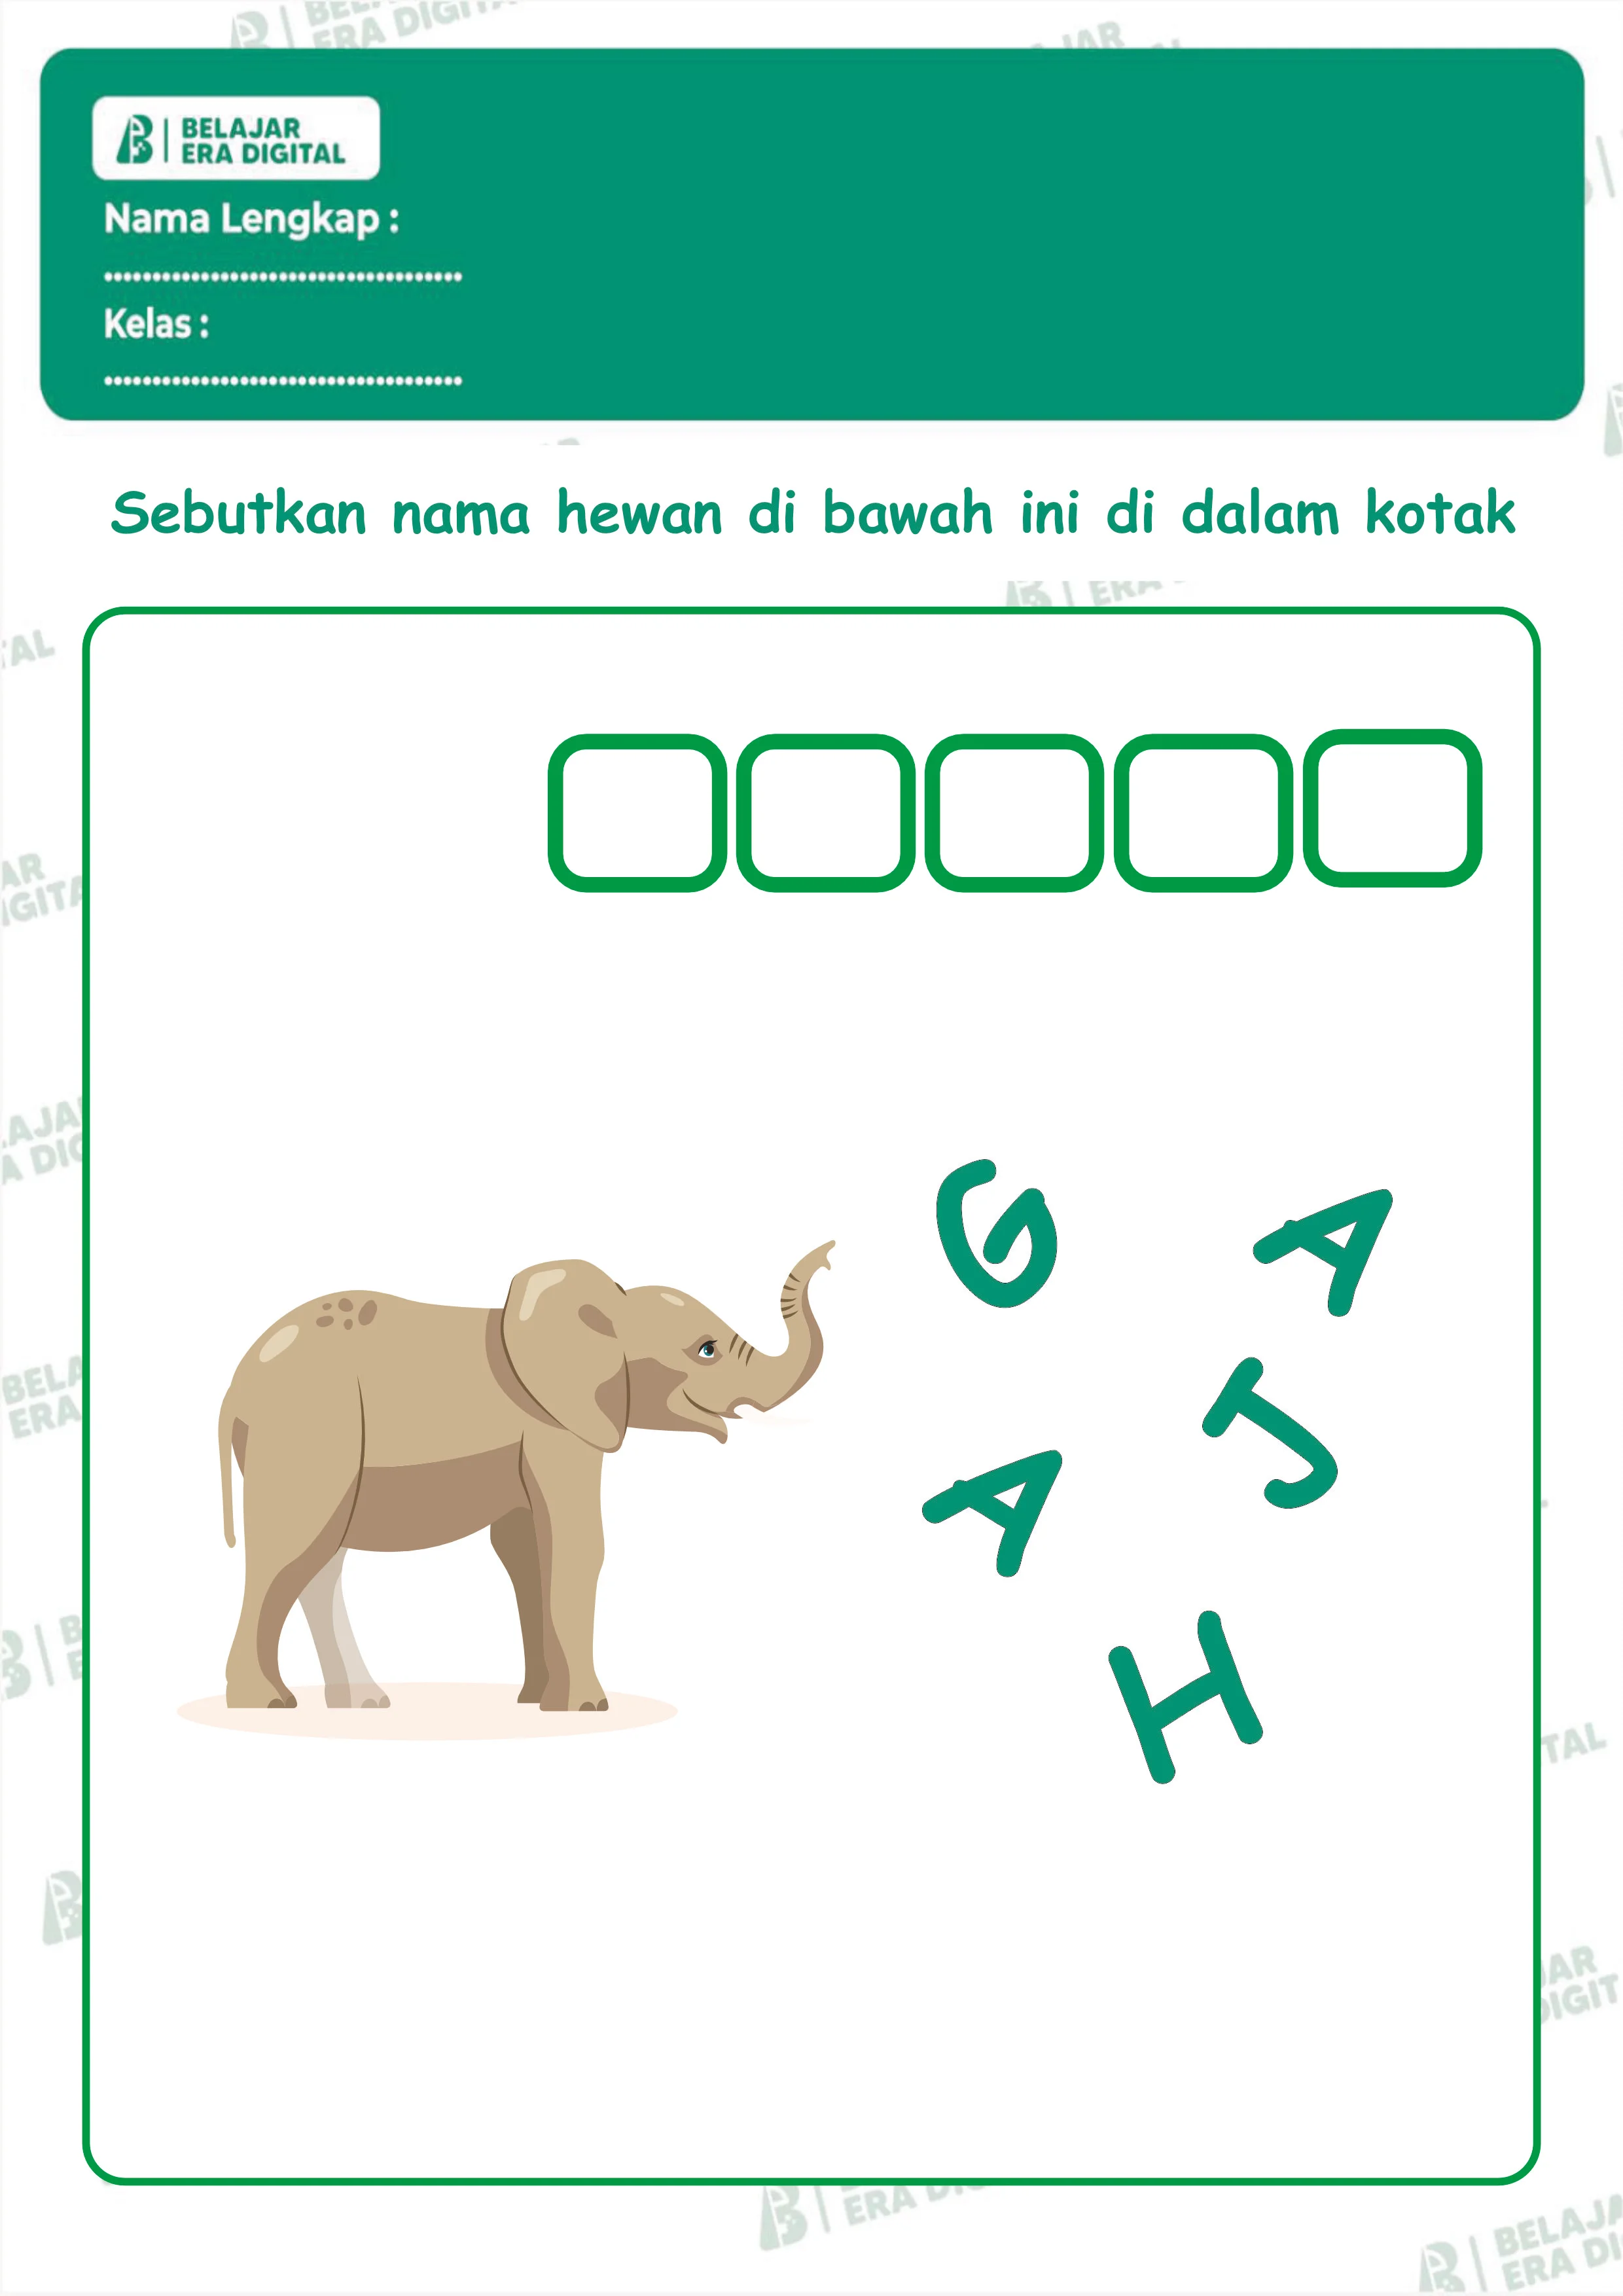 BELAJAR
ERA DIGITAL
Nama Lengkap :
.....................................
Kelas :
.....................................
Sebutkan nama hewan di bawah ini di dalam kotak
G A
J
A
H